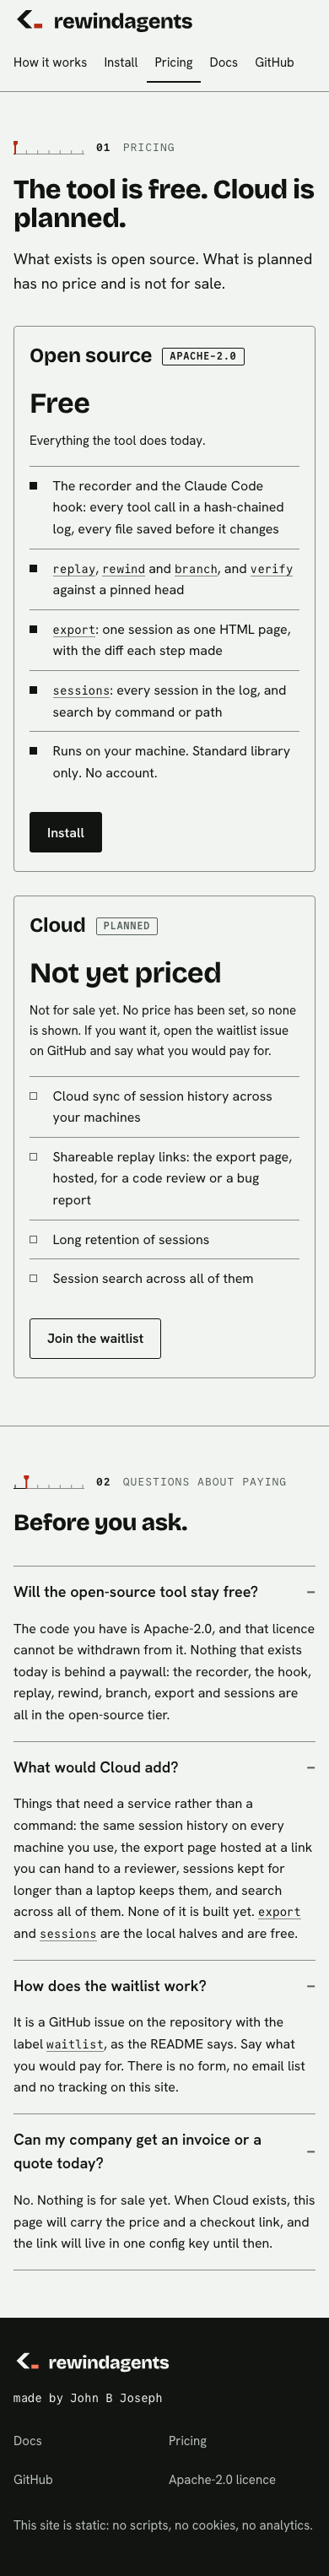 rewindagents
How it works Install Pricing Docs GitHub
01 PRICING
The tool is free. Cloud is
planned.
What exists is open source. What is planned
has no price and is not for sale.
Open source APACHE-2.0
Free
Everything the tool does today.
The recorder and the Claude Code
hook: every tool call in a hash-chained
log, every file saved before it changes
replay, rewind and branch, and verify
against a pinned head
export: one session as one HTML page,
with the diff each step made
sessions: every session in the log, and
search by command or path
Runs on your machine. Standard library
only. No account.
Install
Cloud PLANNED
Not yet priced
Not for sale yet. No price has been set, so none
is shown. If you want it, open the waitlist issue
on GitHub and say what you would pay for.
Cloud sync of session history across
your machines
Shareable replay links: the export page,
hosted, for a code review or a bug
report
Long retention of sessions
Session search across all of them
Join the waitlist
02 QUESTIONS ABOUT PAYING
Before you ask.
Will the open-source tool stay free? −
The code you have is Apache-2.0, and that licence
cannot be withdrawn from it. Nothing that exists
today is behind a paywall: the recorder, the hook,
replay, rewind, branch, export and sessions are
all in the open-source tier.
What would Cloud add? −
Things that need a service rather than a
command: the same session history on every
machine you use, the export page hosted at a link
you can hand to a reviewer, sessions kept for
longer than a laptop keeps them, and search
across all of them. None of it is built yet. export
and sessions are the local halves and are free.
How does the waitlist work? −
It is a GitHub issue on the repository with the
label waitlist, as the README says. Say what
you would pay for. There is no form, no email list
and no tracking on this site.
Can my company get an invoice or a
quote today? −
No. Nothing is for sale yet. When Cloud exists, this
page will carry the price and a checkout link, and
the link will live in one config key until then.
rewindagents
made by John B Joseph
Docs Pricing
GitHub Apache-2.0 licence
This site is static: no scripts, no cookies, no analytics.